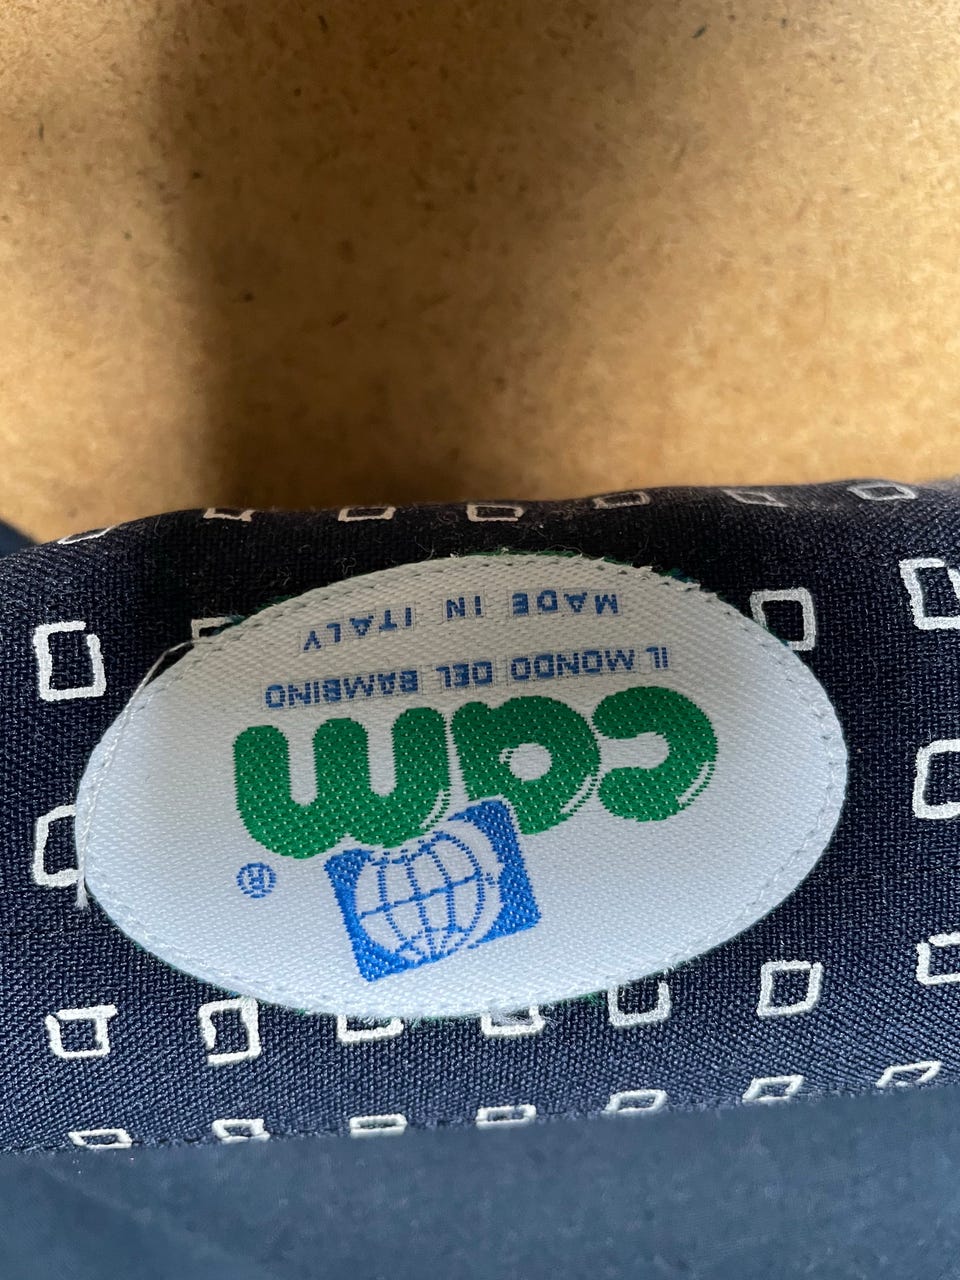 ®
cam
IL MONDO DEL BAMBINO
MADE IN ITALY